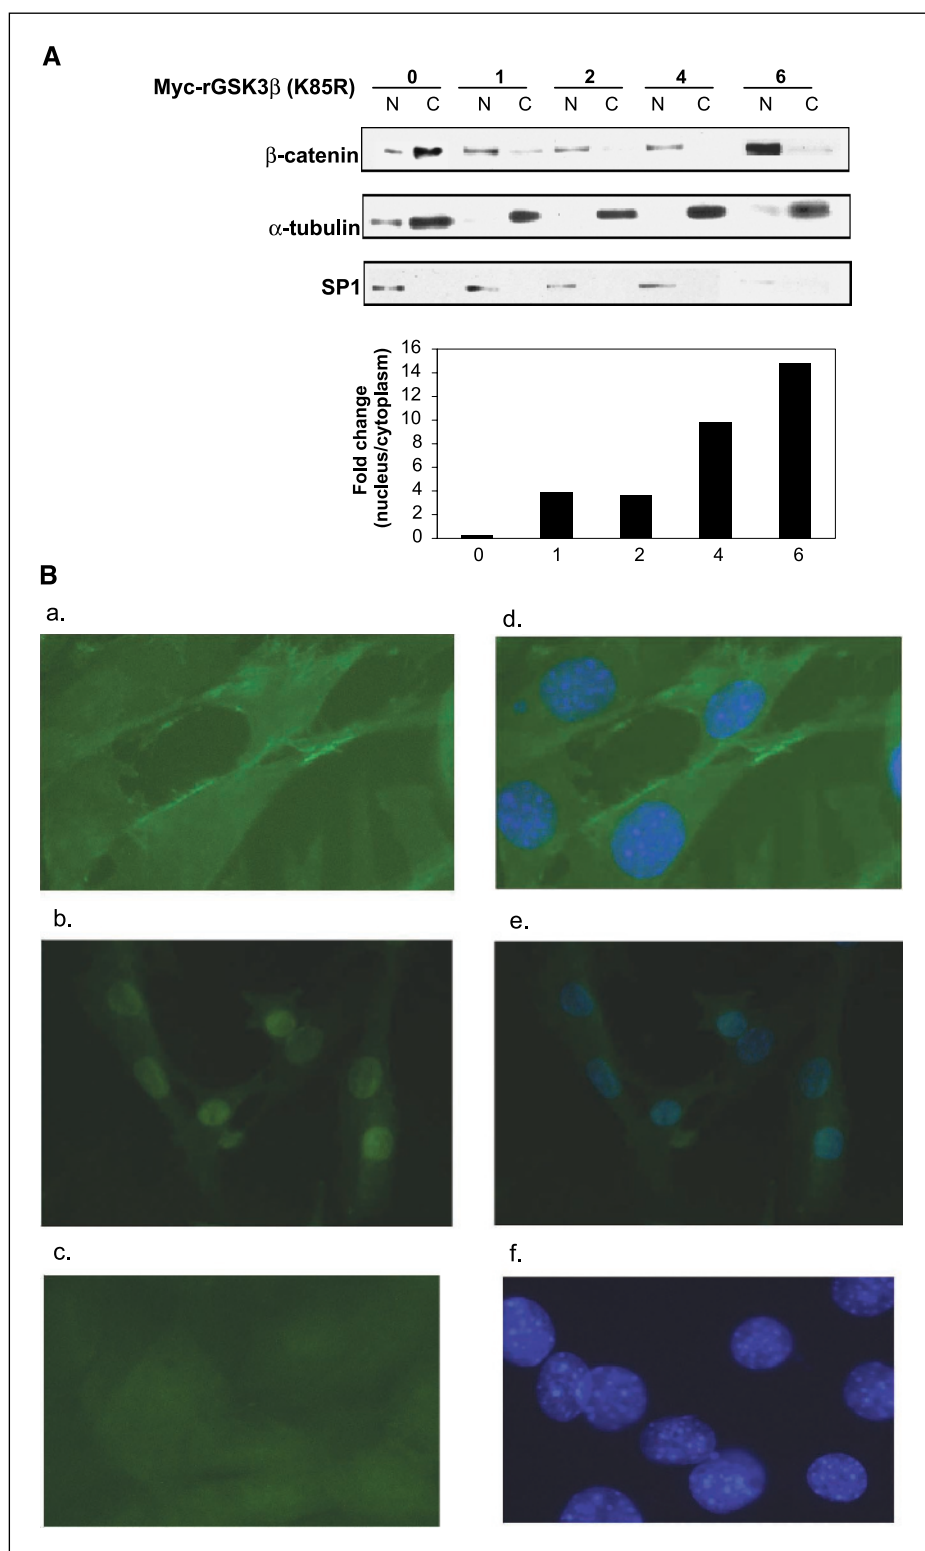 A
Myc-rGSK3β (K85R) 0 1 2 4 6
N C N C N C N C N C
β-catenin
α-tubulin
SP1
Fold change
(nucleus/cytoplasm)
16
14
12
10
8
6
4
2
0
0 1 2 4 6
B
a. d.
b. e.
c. f.